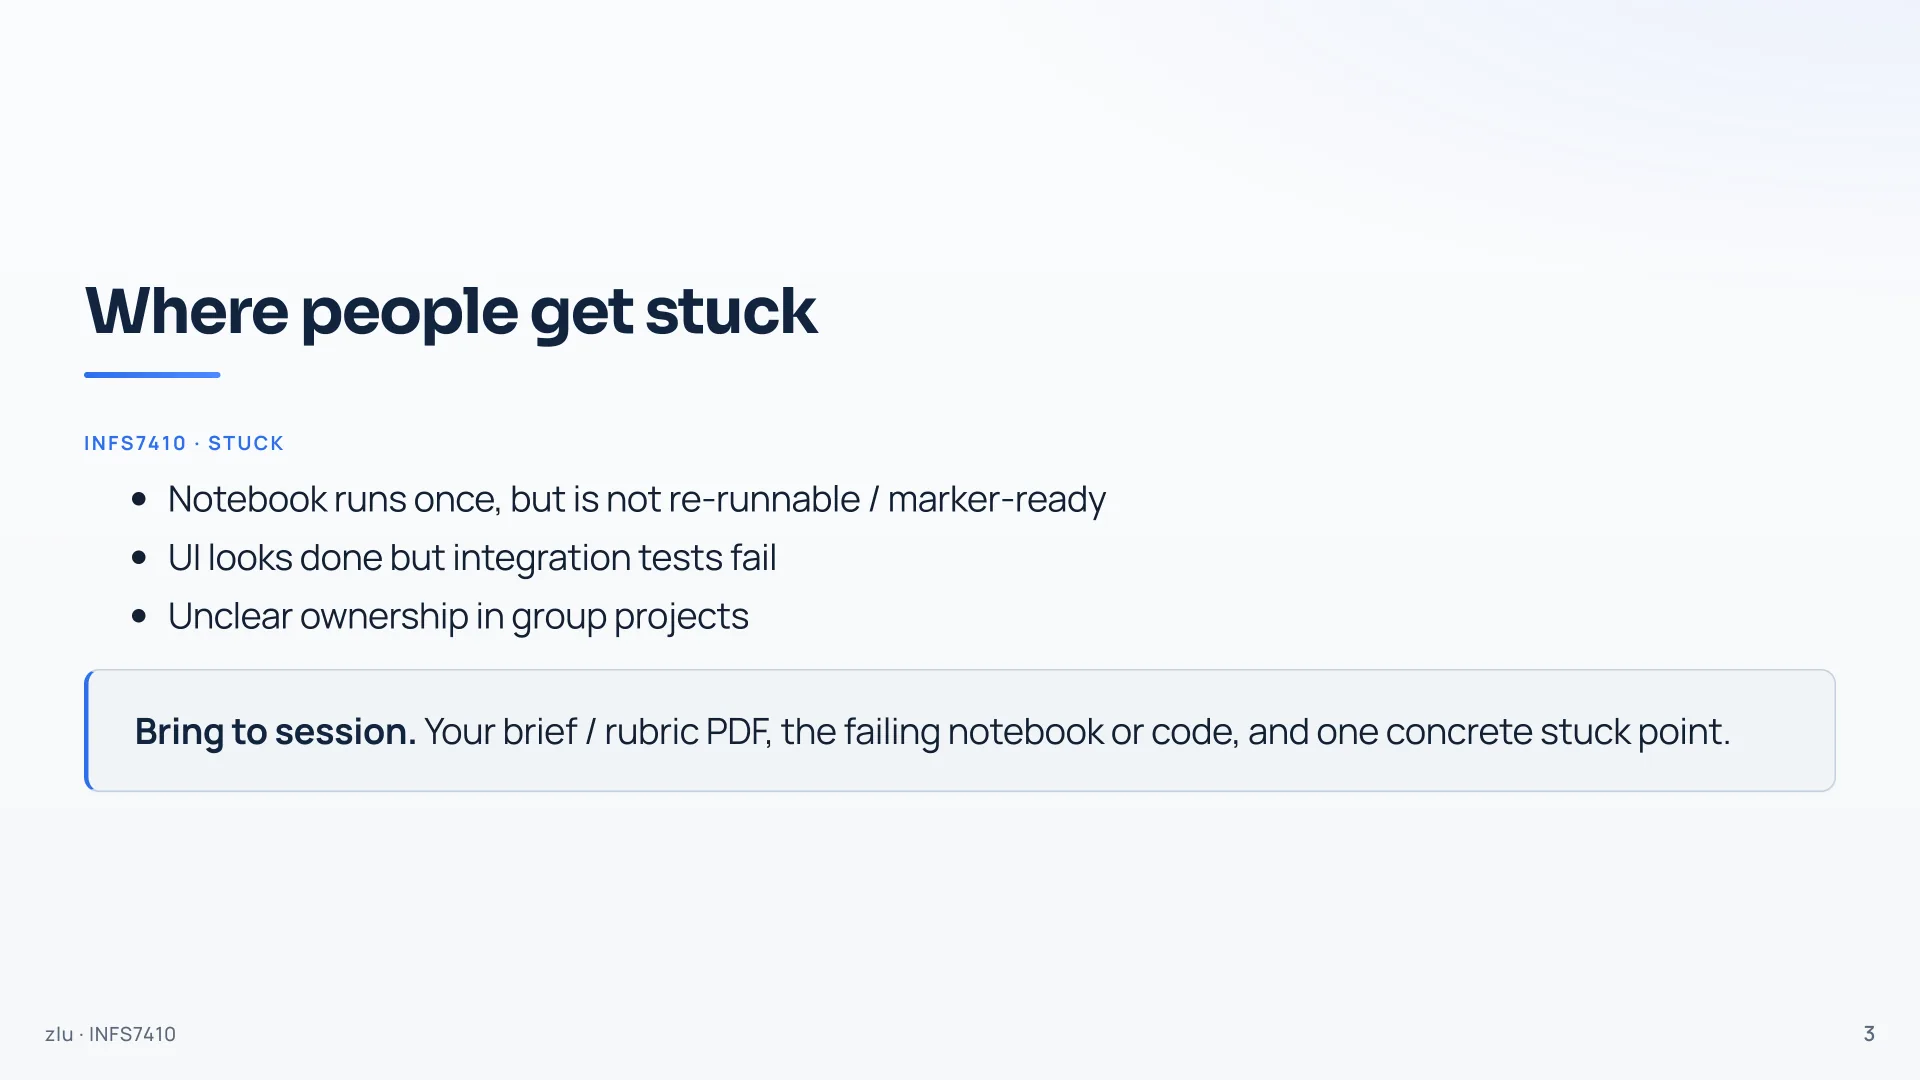 Where people get stuck
INFS7410 · STUCK
• Notebook runs once, but is not re-runnable / marker-ready
• UI looks done but integration tests fail
• Unclear ownership in group projects
Bring to session. Your brief / rubric PDF, the failing notebook or code, and one concrete stuck point.
zlu · INFS7410
3